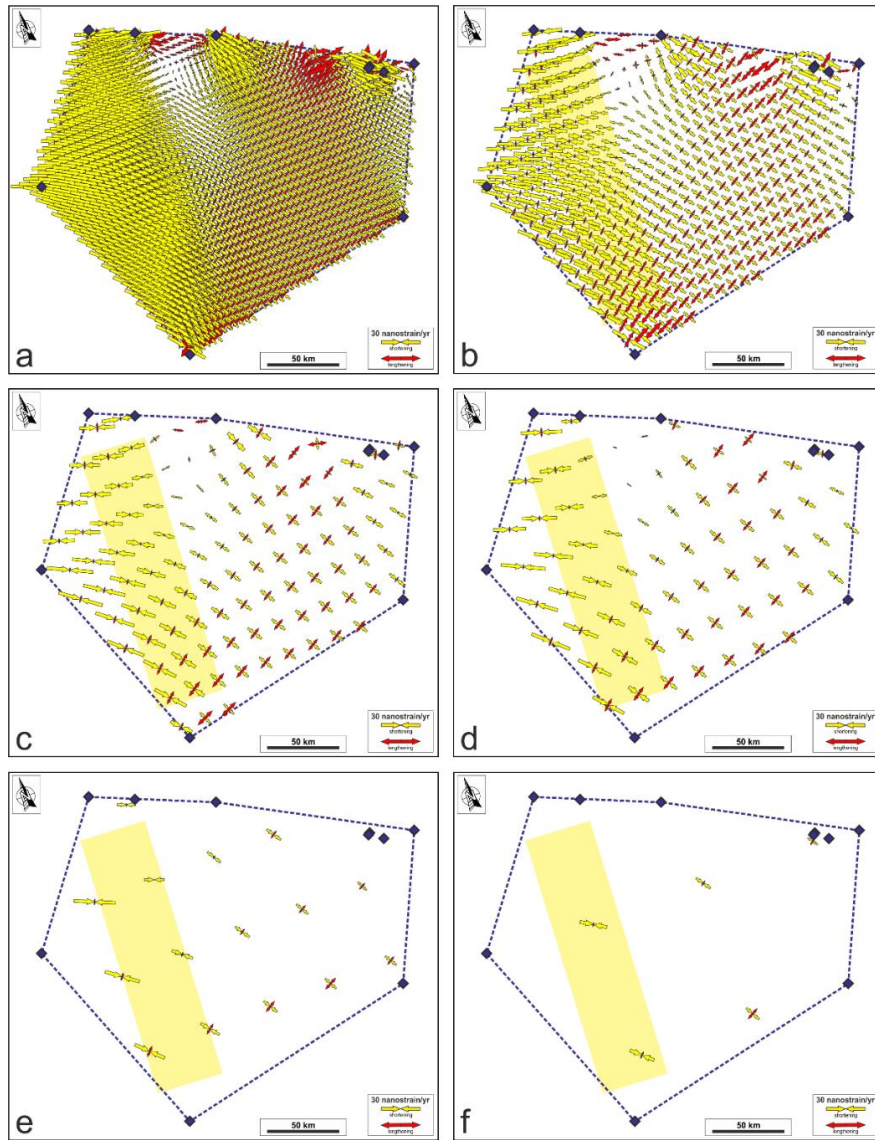 a
50 km
30 nanostrain/yr
shortening
lengthening
b
50 km
30 nanostrain/yr
shortening
lengthening
c
50 km
30 nanostrain/yr
shortening
lengthening
d
50 km
30 nanostrain/yr
shortening
lengthening
e
50 km
30 nanostrain/yr
shortening
lengthening
f
50 km
30 nanostrain/yr
shortening
lengthening